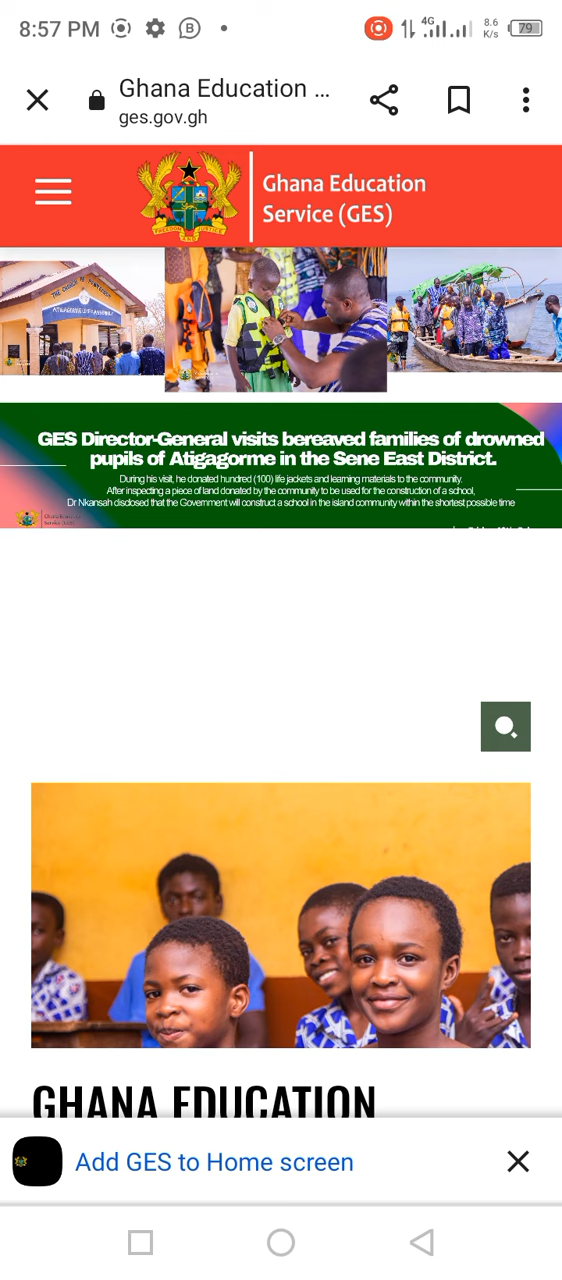 8:57 PM
4G
8.6
K/s
79
Ghana Education ...
ges.gov.gh
FREEDOM AND JUSTICE
Ghana Education
Service (GES)
GES Director-General visits bereaved families of drowned
pupils of Atigagorme in the Sene East District.
During his visit, he donated hundred (100) life jackets and learning materials to the community.
After inspecting a piece of land donated by the community to be used for the construction of a school,
Dr Nkansah disclosed that the Government will construct a school in the island community within the shortest possible time
Ghana Education
Service (GES)
GHANA EDUCATION
Add GES to Home screen